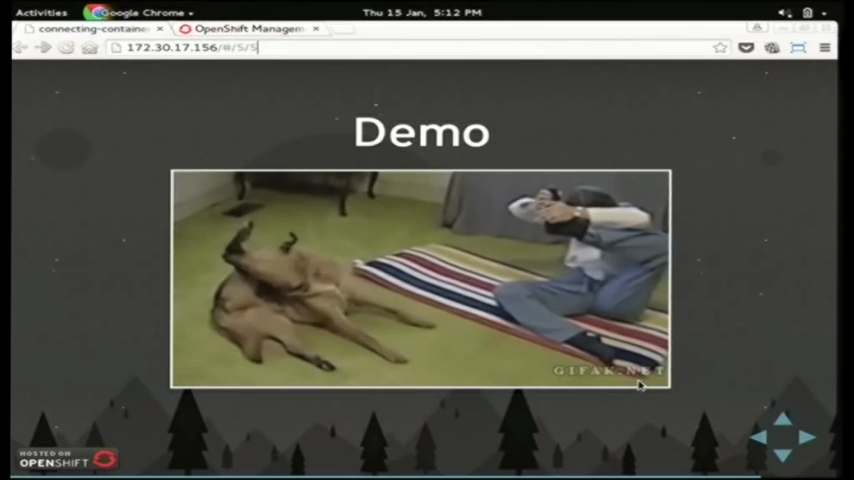 Activities Google Chrome Thu 15 Jan, 5:12 PM
connecting-containe × OpenShift Managem ×
172.30.17.156/#/5/5
Demo
GIFAK.NET
HOSTED ON
OPENSHIFT